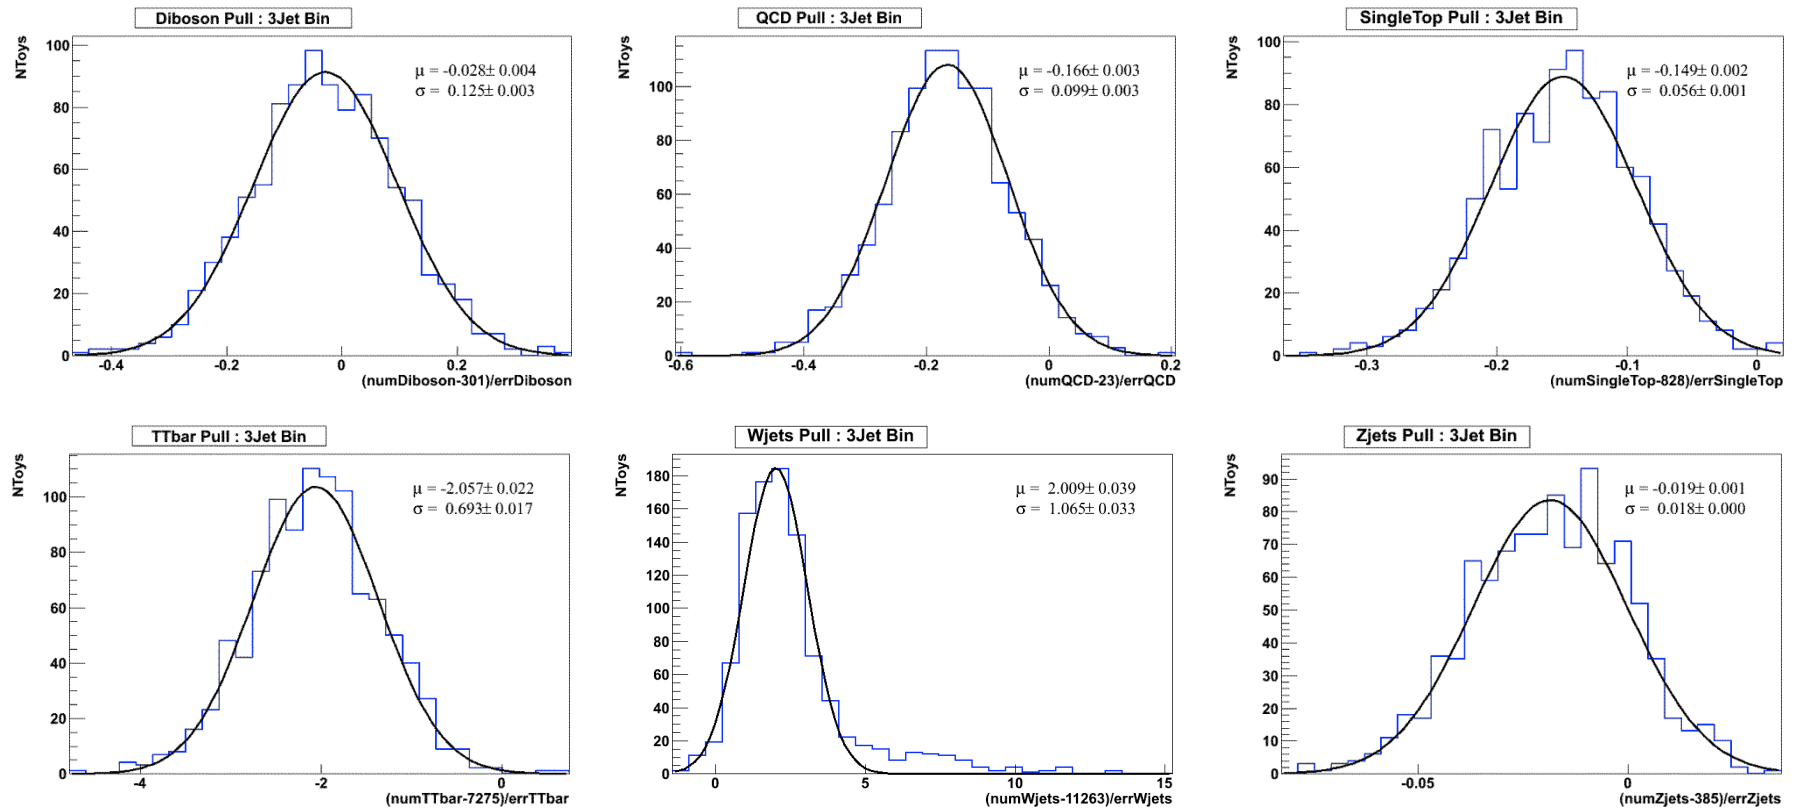 Diboson Pull : 3Jet Bin
NToys
100
80
60
40
20
0
μ = -0.028± 0.004
σ = 0.125± 0.003
-0.4 -0.2 0 0.2
(numDiboson-301)/errDiboson
QCD Pull : 3Jet Bin
NToys
100
80
60
40
20
0
μ = -0.166± 0.003
σ = 0.099± 0.003
-0.6 -0.4 -0.2 0 0.2
(numQCD-23)/errQCD
SingleTop Pull : 3Jet Bin
NToys
100
80
60
40
20
0
μ = -0.149± 0.002
σ = 0.056± 0.001
-0.3 -0.2 -0.1 0
(numSingleTop-828)/errSingleTop
TTbar Pull : 3Jet Bin
NToys
100
80
60
40
20
0
μ = -2.057± 0.022
σ = 0.693± 0.017
-4 -2 0
(numTTbar-7275)/errTTbar
Wjets Pull : 3Jet Bin
NToys
180
160
140
120
100
80
60
40
20
0
μ = 2.009± 0.039
σ = 1.065± 0.033
0 5 10 15
(numWjets-11263)/errWjets
Zjets Pull : 3Jet Bin
NToys
90
80
70
60
50
40
30
20
10
0
μ = -0.019± 0.001
σ = 0.018± 0.000
-0.05 0
(numZjets-385)/errZjets